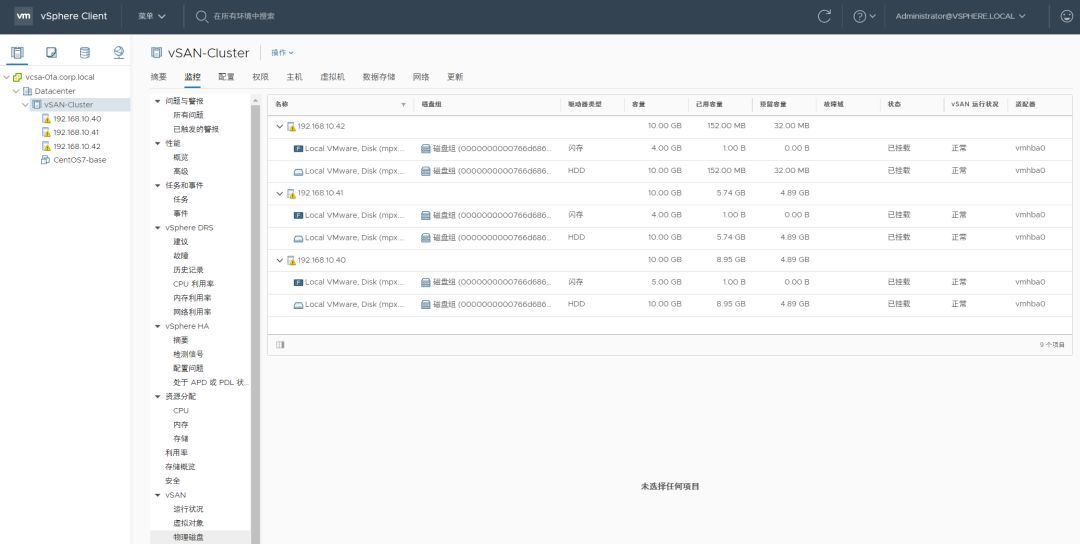 vm vSphere Client 菜单 在所有环境中搜索 Administrator@VSPHERE.LOCAL
vcsa-01a.corp.local
Datacenter
vSAN-Cluster
192.168.10.40
192.168.10.41
192.168.10.42
CentOS7-base
vSAN-Cluster 操作
摘要 监控 配置 权限 主机 虚拟机 数据存储 网络 更新
问题与警报
所有问题
已触发的警报
性能
概览
高级
任务和事件
任务
事件
vSphere DRS
建议
故障
历史记录
CPU 利用率
内存利用率
网络利用率
vSphere HA
摘要
检测信号
配置问题
处于 APD 或 PDL 状...
资源分配
CPU
内存
存储
利用率
存储概览
安全
vSAN
运行状况
虚拟对象
物理磁盘
名称 磁盘组 驱动器类型 容量 已用容量 预留容量 故障域 状态 vSAN 运行状况 适配器
192.168.10.42 10.00 GB 152.00 MB 32.00 MB
Local VMware, Disk (mpx.... 磁盘组 (0000000000766d686... 闪存 4.00 GB 1.00 B 0.00 B 已挂载 正常 vmhba0
Local VMware, Disk (mpx.... 磁盘组 (0000000000766d686... HDD 10.00 GB 152.00 MB 32.00 MB 已挂载 正常 vmhba0
192.168.10.41 10.00 GB 5.74 GB 4.89 GB
Local VMware, Disk (mpx.... 磁盘组 (0000000000766d686... 闪存 4.00 GB 1.00 B 0.00 B 已挂载 正常 vmhba0
Local VMware, Disk (mpx.... 磁盘组 (0000000000766d686... HDD 10.00 GB 5.74 GB 4.89 GB 已挂载 正常 vmhba0
192.168.10.40 10.00 GB 8.95 GB 4.89 GB
Local VMware, Disk (mpx.... 磁盘组 (0000000000766d686... 闪存 5.00 GB 1.00 B 0.00 B 已挂载 正常 vmhba0
Local VMware, Disk (mpx.... 磁盘组 (0000000000766d686... HDD 10.00 GB 8.95 GB 4.89 GB 已挂载 正常 vmhba0
9 个项目
未选择任何项目